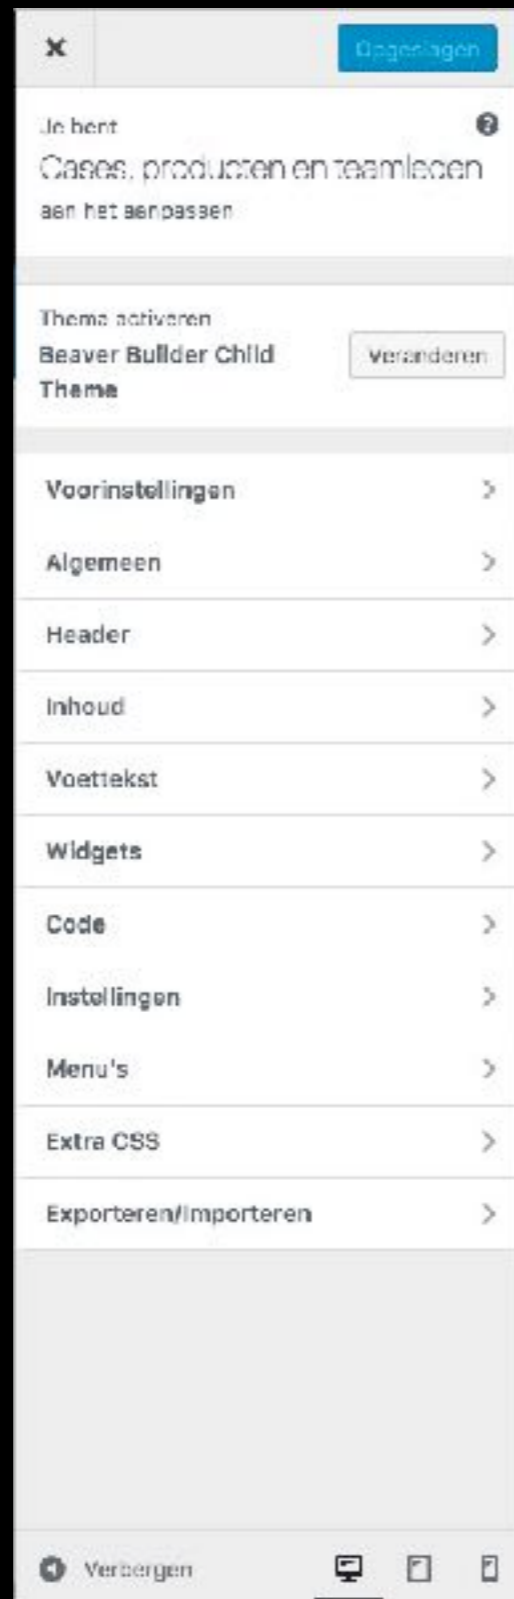 Opgeslagen
Je bent
Cases, producten en teamleden
aan het aanpassen
Thema activeren
Beaver Builder Child
Theme
Veranderen
Voorinstellingen
Algemeen
Header
Inhoud
Voettekst
Widgets
Code
Instellingen
Menu's
Extra CSS
Exporteren/Importeren
Verbergen